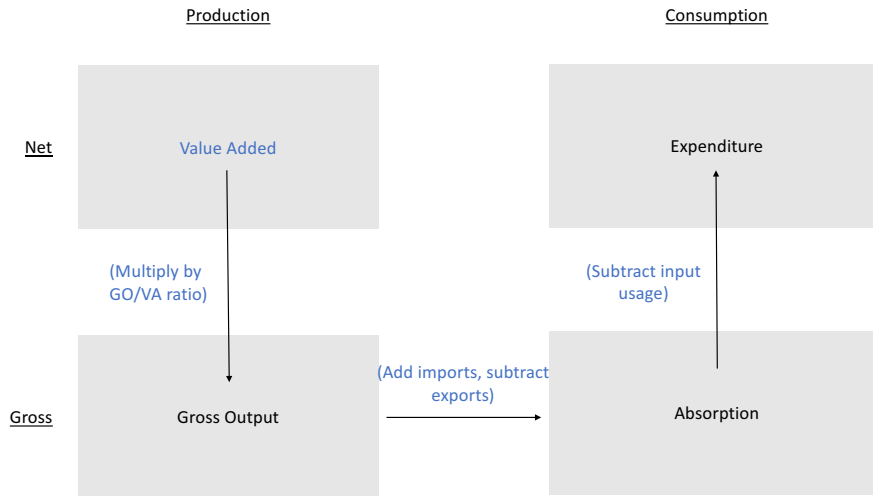 Production
Consumption
Net
Value Added
Expenditure
(Multiply by
GO/VA ratio)
(Subtract input
usage)
(Add imports, subtract
exports)
Gross
Gross Output
Absorption